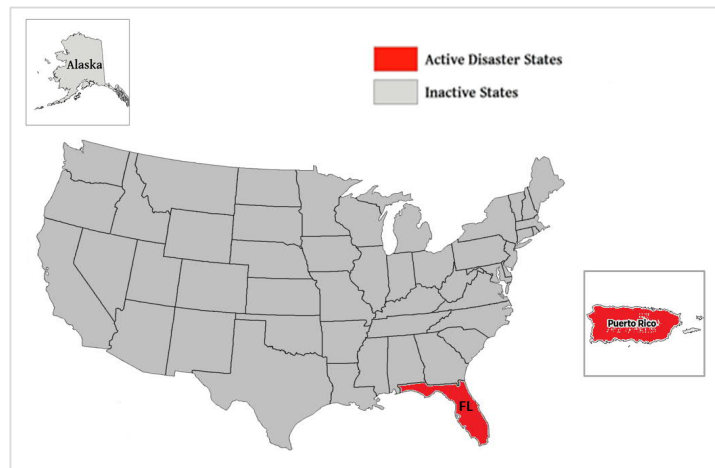 Alaska
Active Disaster States
Inactive States
Puerto Rico
FL